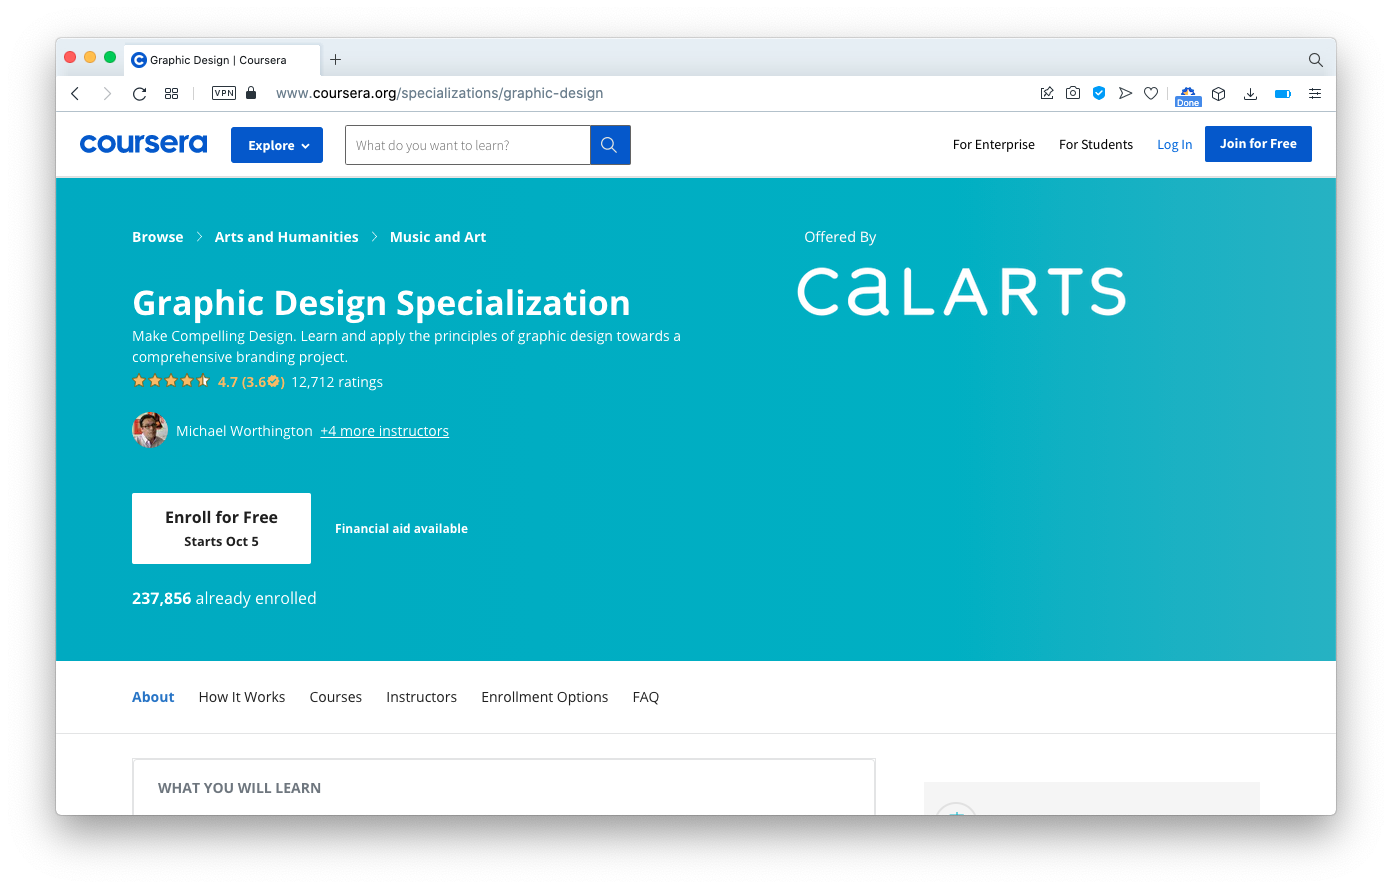 Graphic Design | Coursera
VPN
www.coursera.org/specializations/graphic-design
Done
coursera
Explore
What do you want to learn?
For Enterprise
For Students
Log In
Join for Free
Browse
Arts and Humanities
Music and Art
Offered By
CALARTS
Graphic Design Specialization
Make Compelling Design. Learn and apply the principles of graphic design towards a
comprehensive branding project.
4.7 (3.6) 12,712 ratings
Michael Worthington +4 more instructors
Enroll for Free
Starts Oct 5
Financial aid available
237,856 already enrolled
About
How It Works
Courses
Instructors
Enrollment Options
FAQ
WHAT YOU WILL LEARN